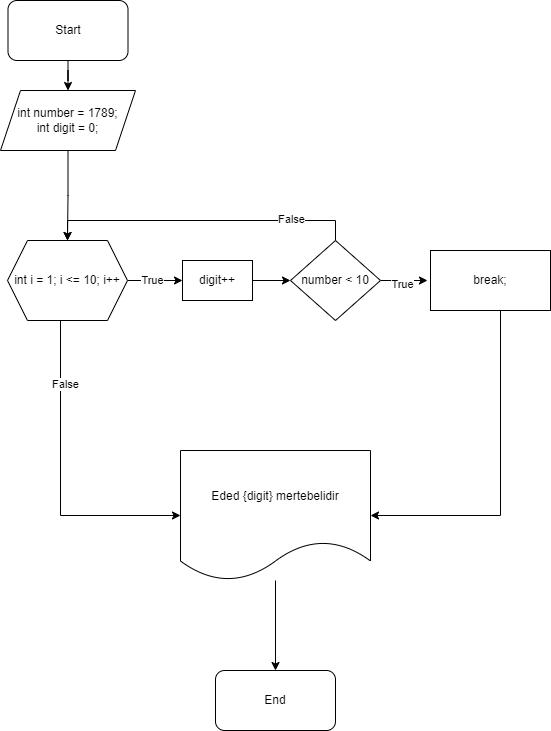 Start
int number = 1789;
int digit = 0;
False
int i = 1; i <= 10; i++
True
digit++
number < 10
True
break;
False
Eded {digit} mertebelidir
End